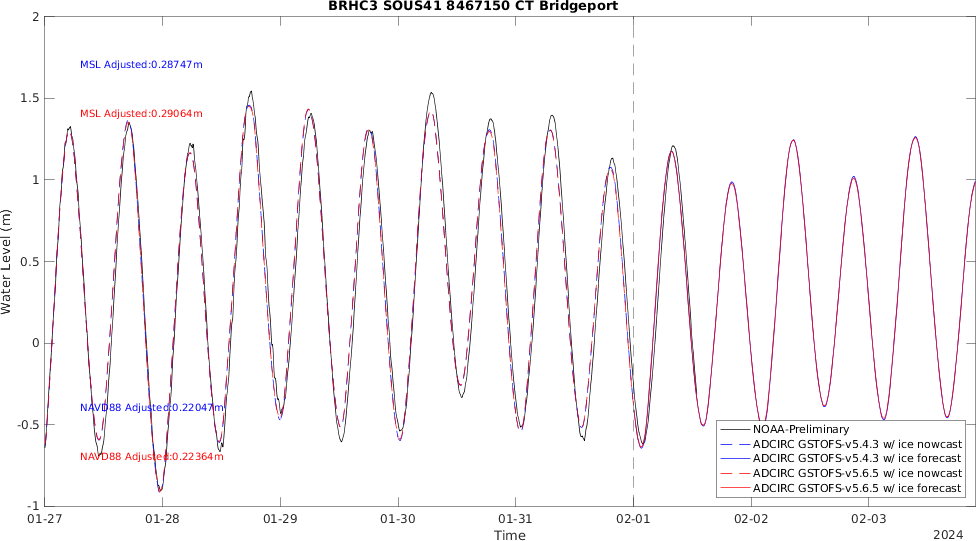 BRHC3 SOUS41 8467150 CT Bridgeport
2
1.5
1
0.5
0
-0.5
-1
Water Level (m)
MSL Adjusted:0.28747m
MSL Adjusted:0.29064m
NAVD88 Adjusted:0.22047m
NAVD88 Adjusted:0.22364m
NOAA-Preliminary
ADCIRC GSTOFS-v5.4.3 w/ ice nowcast
ADCIRC GSTOFS-v5.4.3 w/ ice forecast
ADCIRC GSTOFS-v5.6.5 w/ ice nowcast
ADCIRC GSTOFS-v5.6.5 w/ ice forecast
01-27 01-28 01-29 01-30 01-31 02-01 02-02 02-03
Time
2024